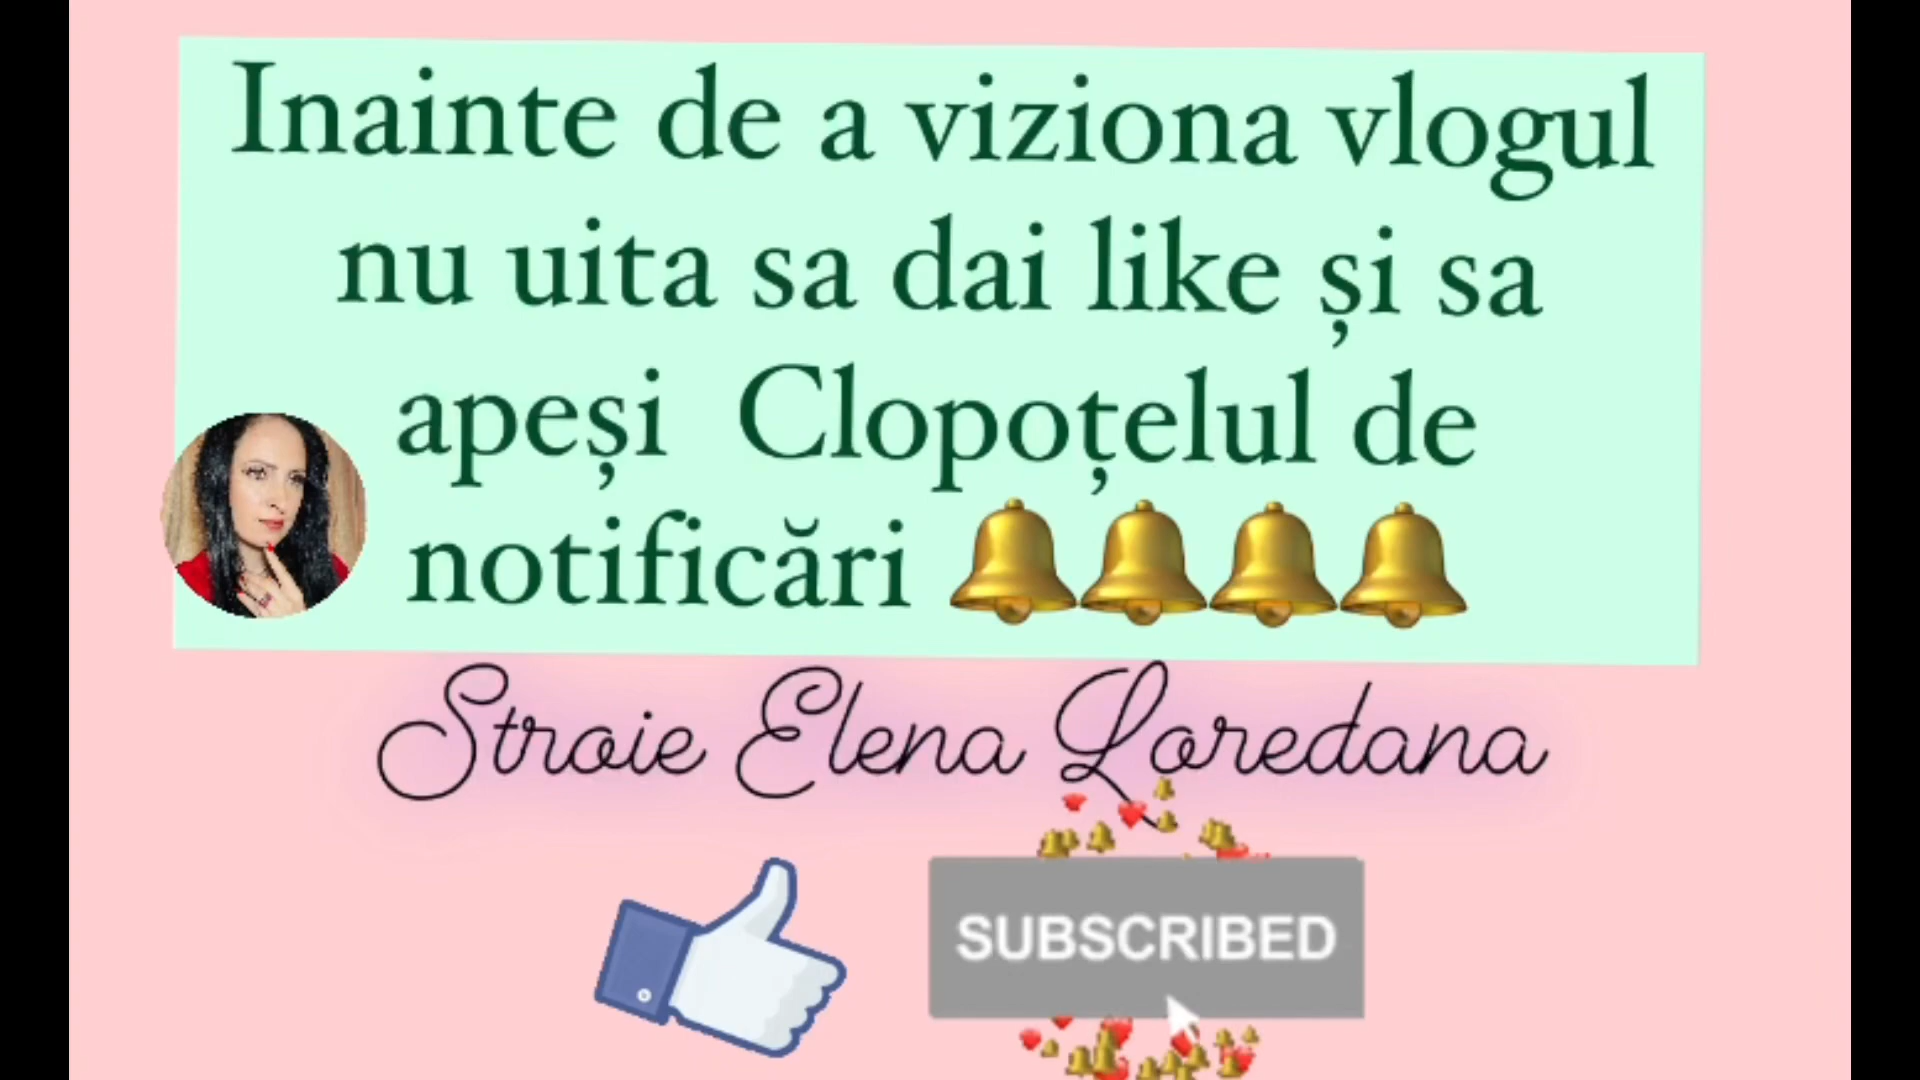 Inainte de a viziona vlogul
nu uita sa dai like și sa
apeși Clopoțelul de
notificări 🔔🔔🔔🔔
Stroie Elena Loredana
SUBSCRIBED